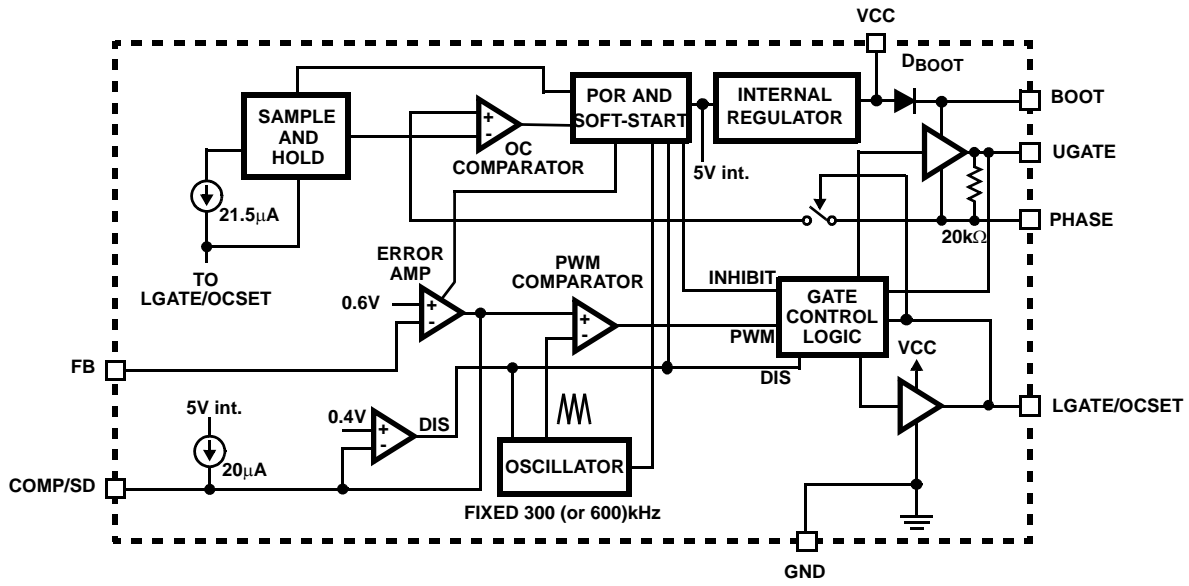 VCC
D_BOOT
BOOT
SAMPLE
AND
HOLD
+
-
OC
COMPARATOR
POR AND
SOFT-START
INTERNAL
REGULATOR
5V int.
UGATE
21.5μA
PHASE
20kΩ
TO
LGATE/OCSET
ERROR
AMP
0.6V
+
-
PWM
COMPARATOR
+
-
INHIBIT
PWM
DIS
GATE
CONTROL
LOGIC
VCC
FB
LGATE/OCSET
5V int.
20μA
0.4V
+
-
DIS
OSCILLATOR
COMP/SD
FIXED 300 (or 600)kHz
GND